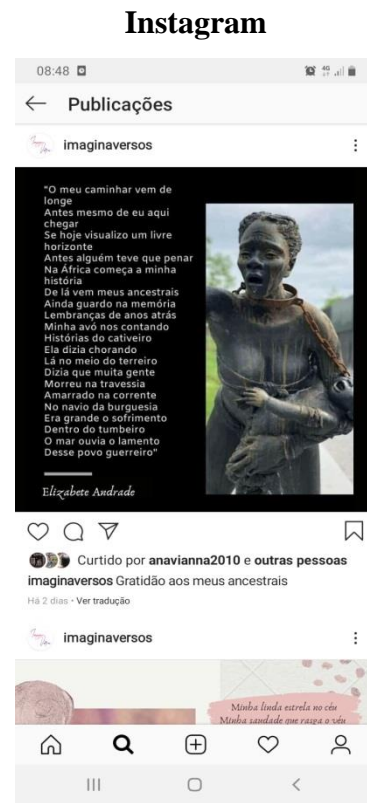 Instagram
08:48
4G
Publicações
imaginaversos
"O meu caminhar vem de
longe
Antes mesmo de eu aqui
chegar
Se hoje visualizo um livre
horizonte
Antes alguém teve que penar
Na África começa a minha
história
De lá vem meus ancestrais
Ainda guardo na memória
Lembranças de anos atrás
Minha avó nos contando
Histórias do cativeiro
Ela dizia chorando
Lá no meio do terreiro
Dizia que muita gente
Morreu na travessia
Amarrado na corrente
No navio da burguesia
Era grande o sofrimento
Dentro do tumbeiro
O mar ouvia o lamento
Desse povo guerreiro"
Elizabete Andrade
Curtido por anavianna2010 e outras pessoas
imaginaversos Gratidão aos meus ancestrais
Há 2 dias · Ver tradução
imaginaversos
Minha linda estrela no céu
Minha saudade que rasga o véu